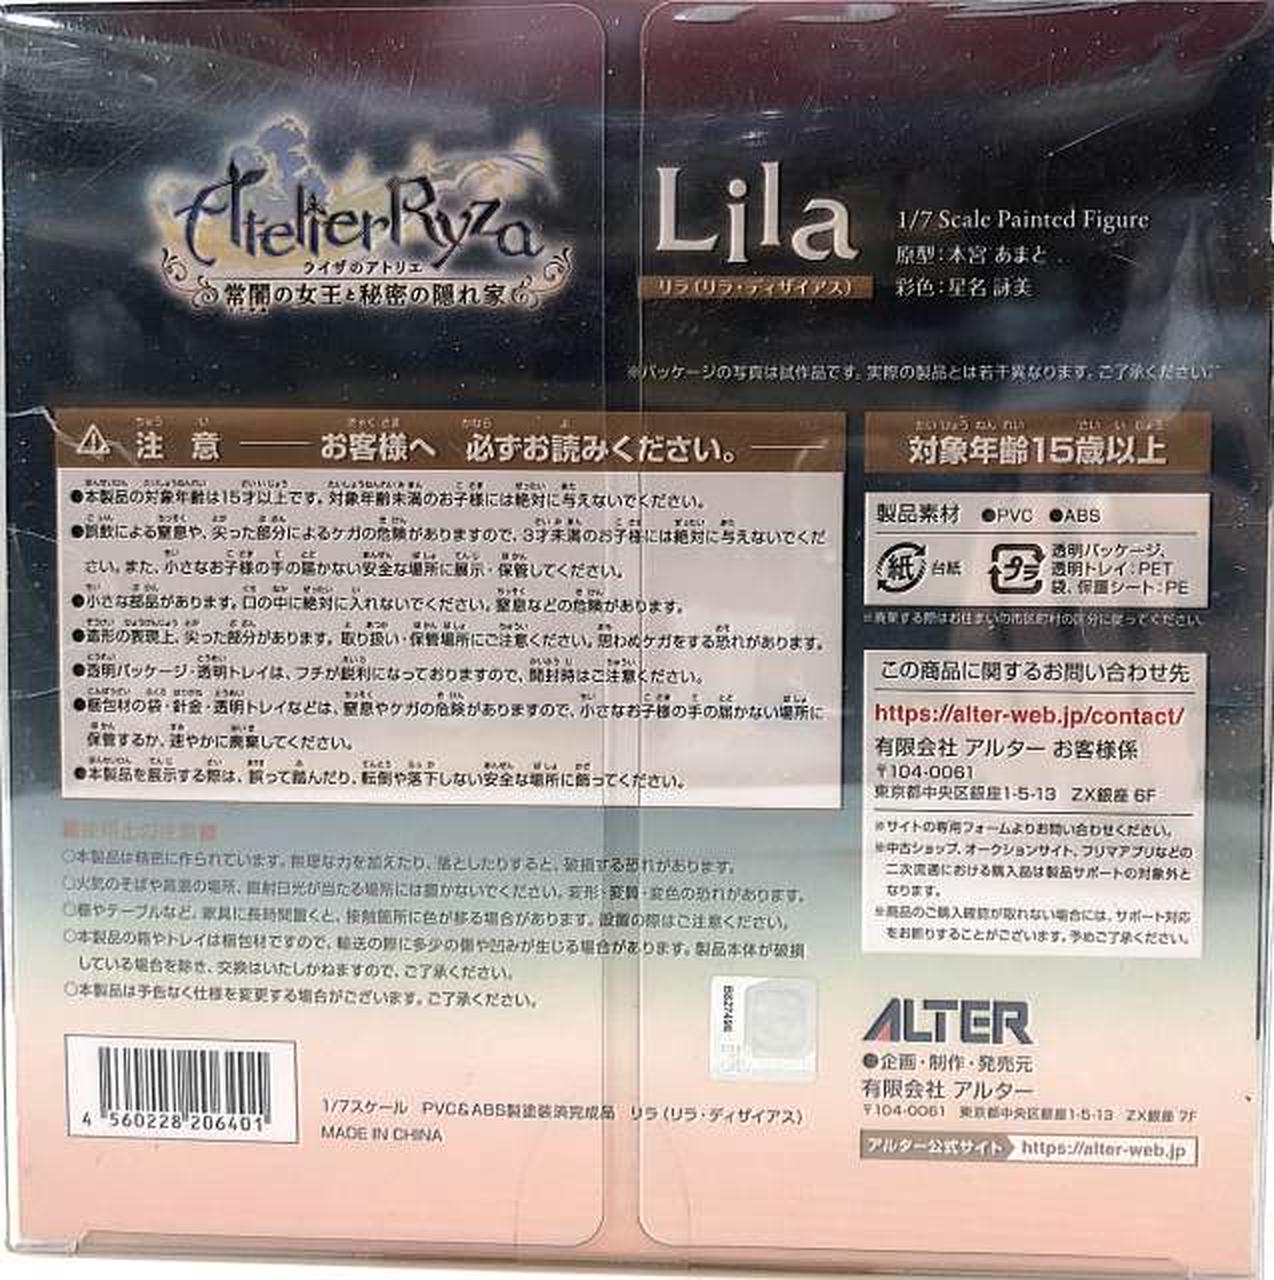 Atelier Ryza
ライザのアトリエ
常闇の女王と秘密の隠れ家
Lila
リラ(リラ・ディザイアス)
1/7 Scale Painted Figure
原型:木宮 あまと
彩色:星名 詠美
※パッケージの写真は試作品です。実際の製品とは若干異なります。ご了承ください。
⚠ 注 意 ―― お客様へ 必ずお読みください。 ――
●本製品の対象年齢は15才以上です。対象年齢未満のお子様には絶対に与えないでください。
●誤飲による窒息や、尖った部分によるケガの危険がありますので、3才未満のお子様には絶対に与えないでくだ
さい。また、小さなお子様の手の届かない安全な場所に展示・保管してください。
●小さな部品があります。口の中に絶対に入れないでください。窒息などの危険があります。
●造形の表現上、尖った部分があります。取り扱い・保管場所にご注意ください。思わぬケガをする恐れがあります。
●透明パッケージ・透明トレイは、フチが鋭利になっておりますので、開封時はご注意ください。
●梱包材の袋・針金・透明トレイなどは、窒息やケガの危険がありますので、小さなお子様の手の届かない場所に
保管するか、速やかに廃棄してください。
●本製品を展示する際は、誤って踏んだり、転倒や落下しない安全な場所に飾ってください。
■使用上の注意■
○本製品は精密に作られています。無理な力を加えたり、落としたりすると、破損する恐れがあります。
○火気のそばや高温の場所、直射日光が当たる場所には置かないでください。変形・変質・変色の恐れがあります。
○棚やテーブルなど、家具に長時間置くと、接触箇所に色が移る場合があります。設置の際はご注意ください。
○本製品の箱やトレイは梱包材ですので、輸送の際に多少の傷や凹みが生じる場合があります。製品本体が破損
している場合を除き、交換はいたしかねますので、ご了承ください。
○本製品は予告なく仕様を変更する場合がございます。ご了承ください。
4 560228 206401
1/7スケール PVC&ABS製塗装済完成品 リラ(リラ・ディザイアス)
MADE IN CHINA
対象年齢15歳以上
製品素材 ●PVC ●ABS
紙 台紙
プラ 透明パッケージ、
透明トレイ:PET
袋、保護シート:PE
※廃棄する際はお住まいの市区町村の区分に従ってください。
この商品に関するお問い合わせ先
https://alter-web.jp/contact/
有限会社 アルター お客様係
〒104-0061
東京都中央区銀座1-5-13 ZX銀座 6F
※サイトの専用フォームよりお問い合わせください。
※中古ショップ、オークションサイト、フリマアプリなどの
二次流通における購入品は製品サポートの対象外と
なります。
※商品のご購入確認が取れない場合には、サポート対応
をお断りすることがございます。予めご了承ください。
ALTER
●企画・制作・発売元
有限会社 アルター
〒104-0061 東京都中央区銀座1-5-13 ZX銀座 7F
アルター公式サイト https://alter-web.jp